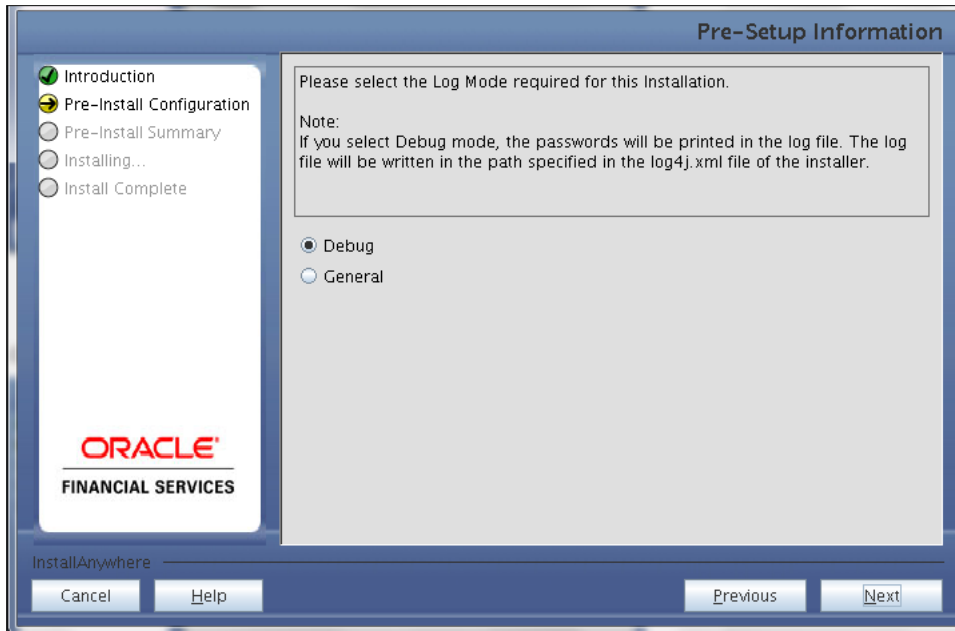 Pre-Setup Information
Introduction
Pre-Install Configuration
Pre-Install Summary
Installing...
Install Complete
Please select the Log Mode required for this Installation.
Note:
If you select Debug mode, the passwords will be printed in the log file. The log
file will be written in the path specified in the log4j.xml file of the installer.
Debug
General
ORACLE®
FINANCIAL SERVICES
InstallAnywhere
Cancel
Help
Previous
Next